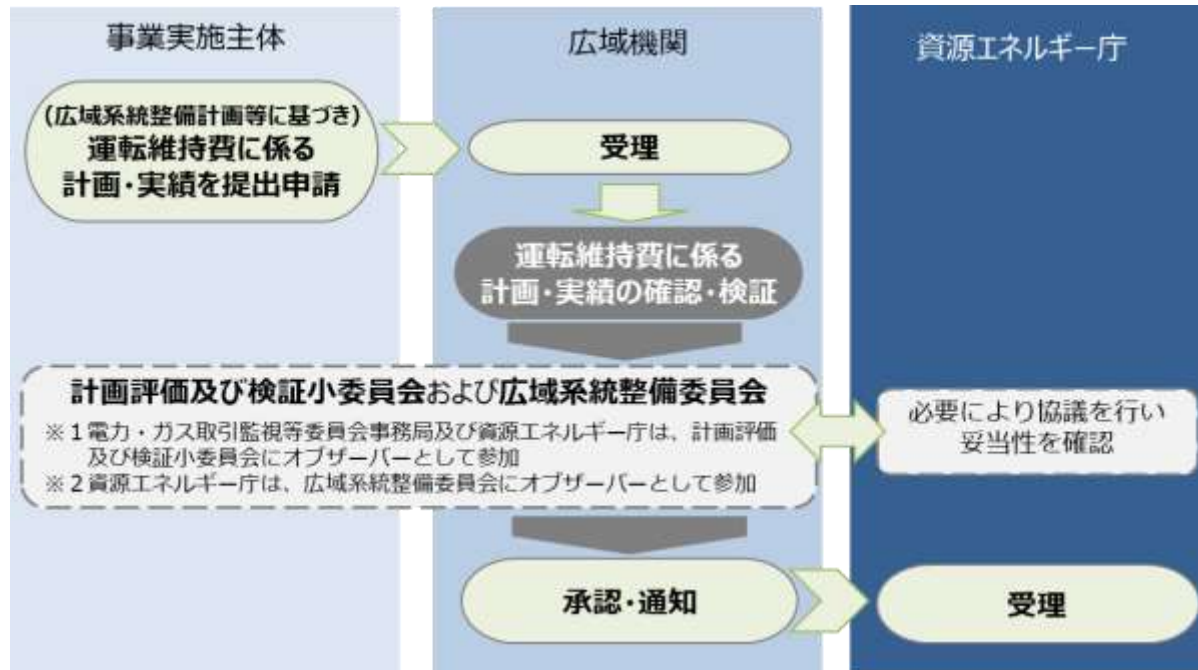 事業実施主体
広域機関
資源エネルギー庁
(広域系統整備計画等に基づき)
運転維持費に係る
計画・実績を提出申請
受理
運転維持費に係る
計画・実績の確認・検証
計画評価及び検証小委員会および広域系統整備委員会
※1電力・ガス取引監視等委員会事務局及び資源エネルギー庁は、計画評価
及び検証小委員会にオブザーバーとして参加
※2資源エネルギー庁は、広域系統整備委員会にオブザーバーとして参加
必要により協議を行い
妥当性を確認
承認・通知
受理